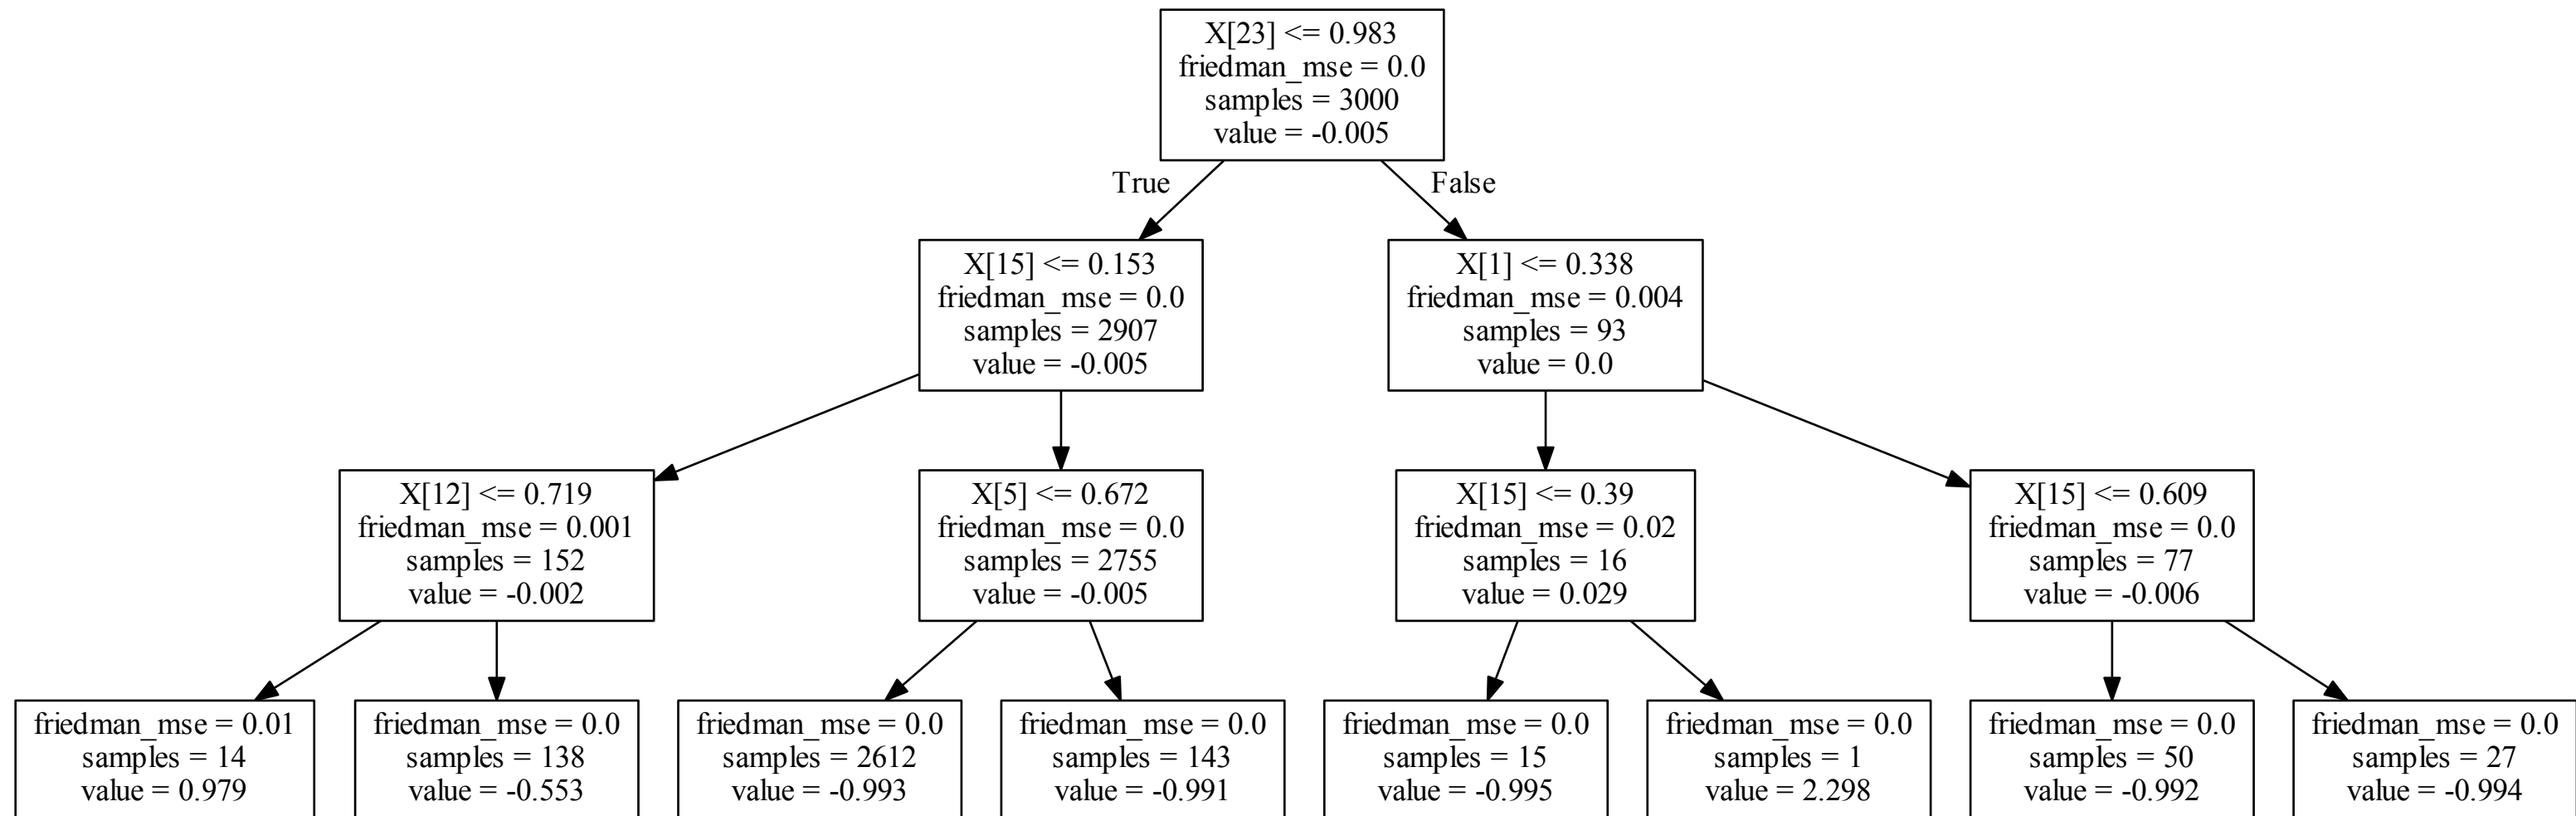 X[23] <= 0.983
friedman_mse = 0.0
samples = 3000
value = -0.005
True
False
X[15] <= 0.153
friedman_mse = 0.0
samples = 2907
value = -0.005
X[1] <= 0.338
friedman_mse = 0.004
samples = 93
value = 0.0
X[12] <= 0.719
friedman_mse = 0.001
samples = 152
value = -0.002
X[5] <= 0.672
friedman_mse = 0.0
samples = 2755
value = -0.005
X[15] <= 0.39
friedman_mse = 0.02
samples = 16
value = 0.029
X[15] <= 0.609
friedman_mse = 0.0
samples = 77
value = -0.006
friedman_mse = 0.01
samples = 14
value = 0.979
friedman_mse = 0.0
samples = 138
value = -0.553
friedman_mse = 0.0
samples = 2612
value = -0.993
friedman_mse = 0.0
samples = 143
value = -0.991
friedman_mse = 0.0
samples = 15
value = -0.995
friedman_mse = 0.0
samples = 1
value = 2.298
friedman_mse = 0.0
samples = 50
value = -0.992
friedman_mse = 0.0
samples = 27
value = -0.994